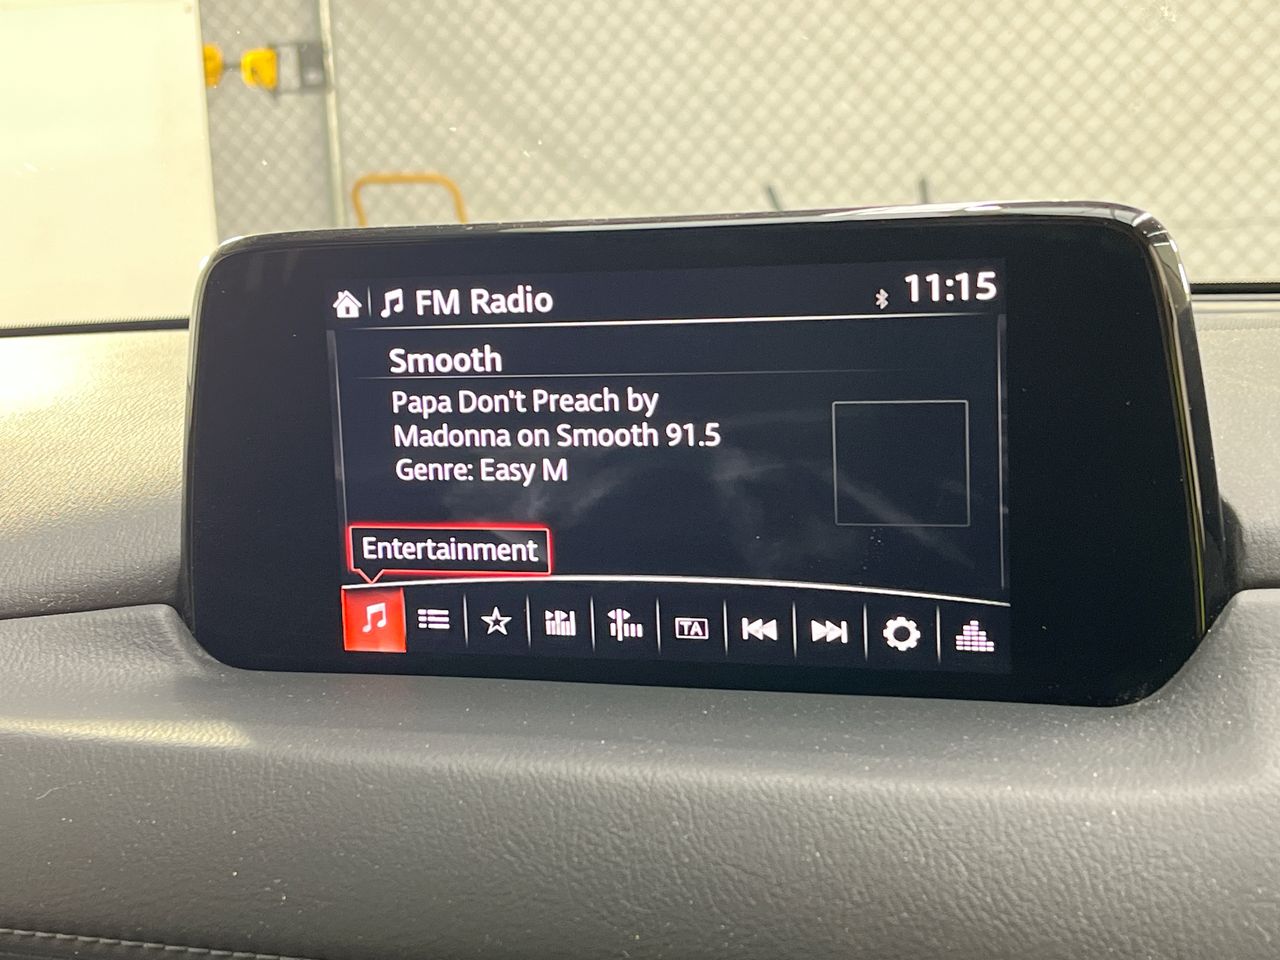 FM Radio
11:15
Smooth
Papa Don't Preach by
Madonna on Smooth 91.5
Genre: Easy M
Entertainment
TA